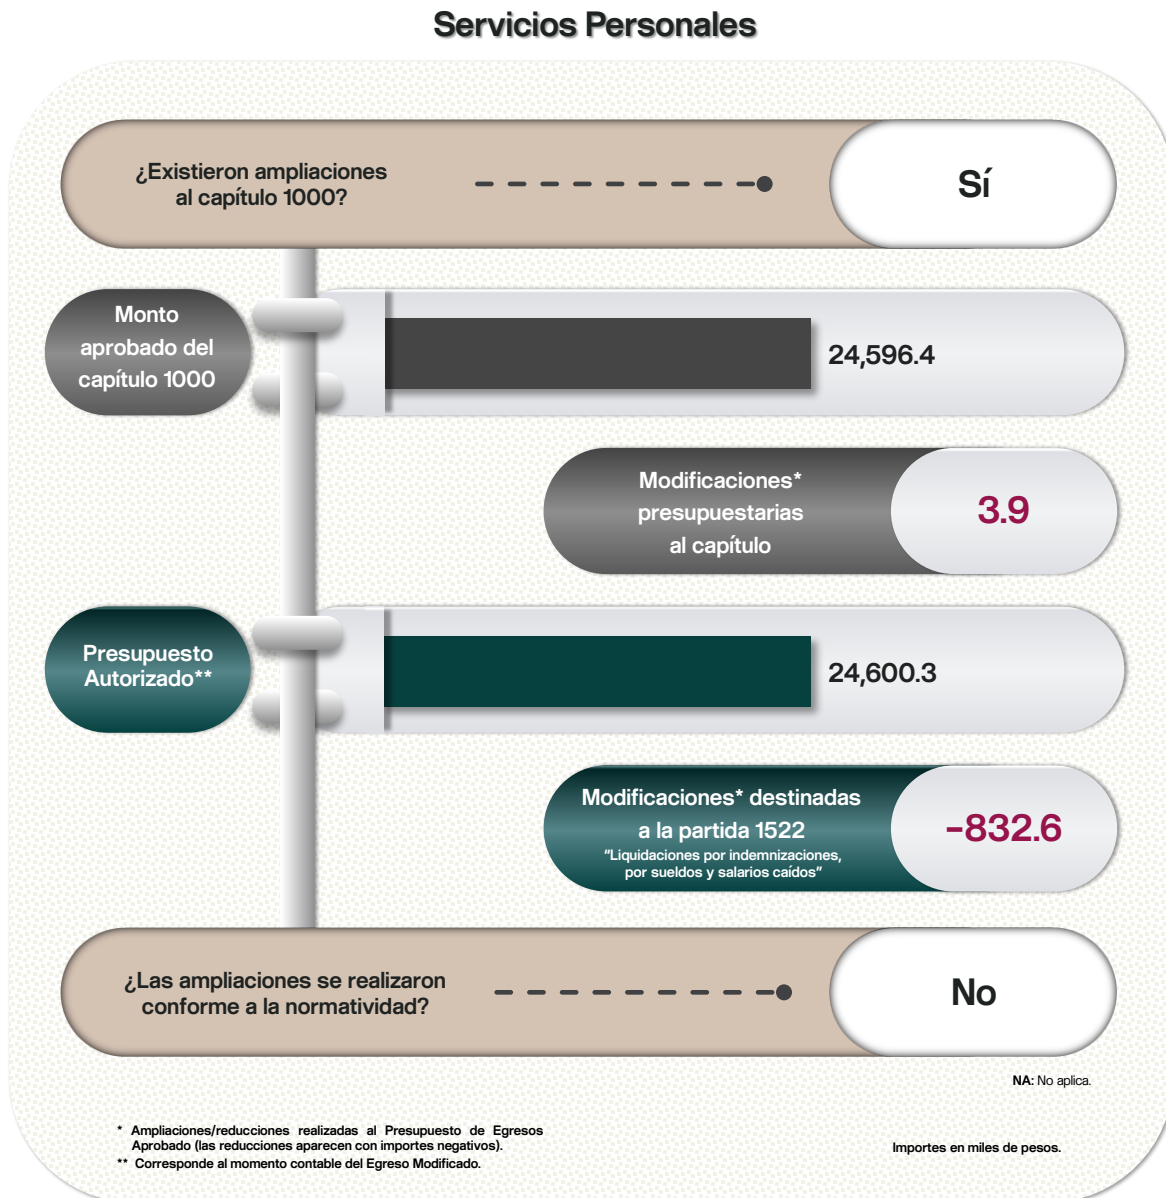 Servicios Personales
¿Existieron ampliaciones
al capítulo 1000?
Sí
Monto
aprobado del
capítulo 1000
24,596.4
Modificaciones*
presupuestarias
al capítulo
3.9
Presupuesto
Autorizado**
24,600.3
Modificaciones* destinadas
a la partida 1522
"Liquidaciones por indemnizaciones,
por sueldos y salarios caídos"
-832.6
¿Las ampliaciones se realizaron
conforme a la normatividad?
No
NA: No aplica.
* Ampliaciones/reducciones realizadas al Presupuesto de Egresos
Aprobado (las reducciones aparecen con importes negativos).
** Corresponde al momento contable del Egreso Modificado.
Importes en miles de pesos.